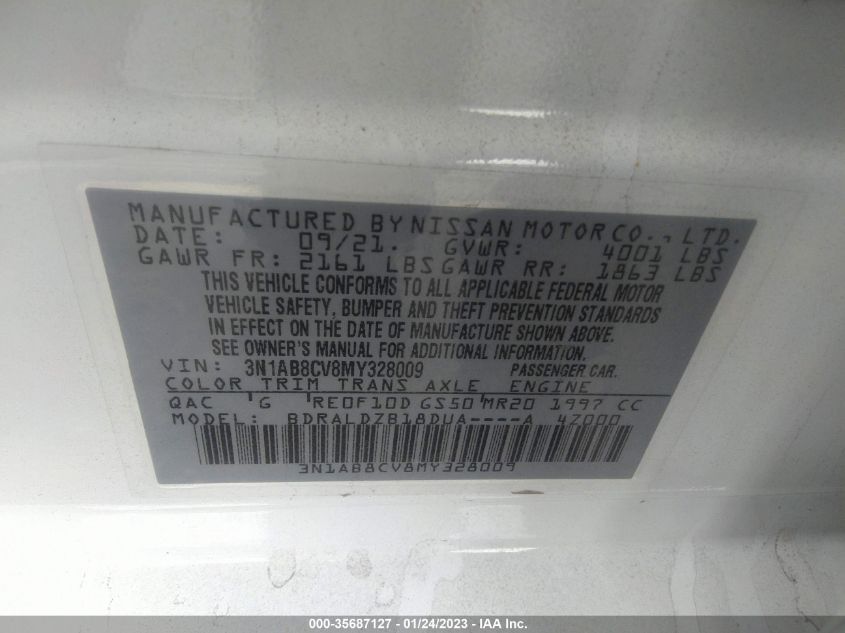 MANUFACTURED BY NISSAN MOTOR CO., LTD.
DATE: 09/21. GVWR: 4001 LBS
GAWR FR: 2161 LBS GAWR RR: 1863 LBS
THIS VEHICLE CONFORMS TO ALL APPLICABLE FEDERAL MOTOR
VEHICLE SAFETY, BUMPER AND THEFT PREVENTION STANDARDS
IN EFFECT ON THE DATE OF MANUFACTURE SHOWN ABOVE.
SEE OWNER'S MANUAL FOR ADDITIONAL INFORMATION
VIN: 3N1AB8CV8MY328009 PASSENGER CAR.
COLOR TRIM TRANS AXLE ENGINE
QAC 'G 'RE0F10D GS50'MR20 1997 CC
MODEL: BDRALDZB18DUA----A 4Z000
3N1AB8CV8MY328009
000-35687127 - 01/24/2023 - Copyright © IAA, Inc.